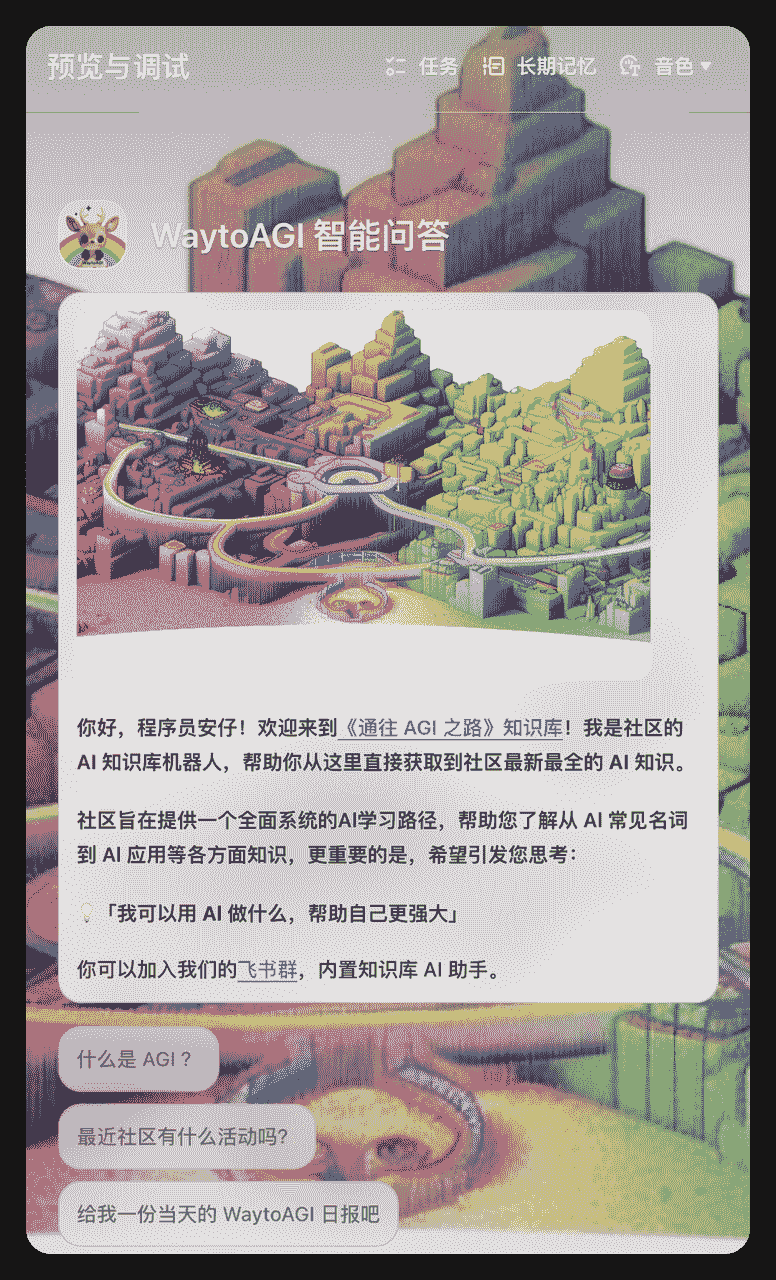 预览与调试 任务 长期记忆 音色
WaytoAGI 智能问答
你好，程序员安仔！欢迎来到《通往 AGI 之路》知识库！我是社区的
AI 知识库机器人，帮助你从这里直接获取到社区最新最全的 AI 知识。
社区旨在提供一个全面系统的AI学习路径，帮助您了解从 AI 常见名词
到 AI 应用等各方面知识，更重要的是，希望引发您思考：
💡「我可以用 AI 做什么，帮助自己更强大」
你可以加入我们的飞书群，内置知识库 AI 助手。
什么是 AGI ?
最近社区有什么活动吗?
给我一份当天的 WaytoAGI 日报吧